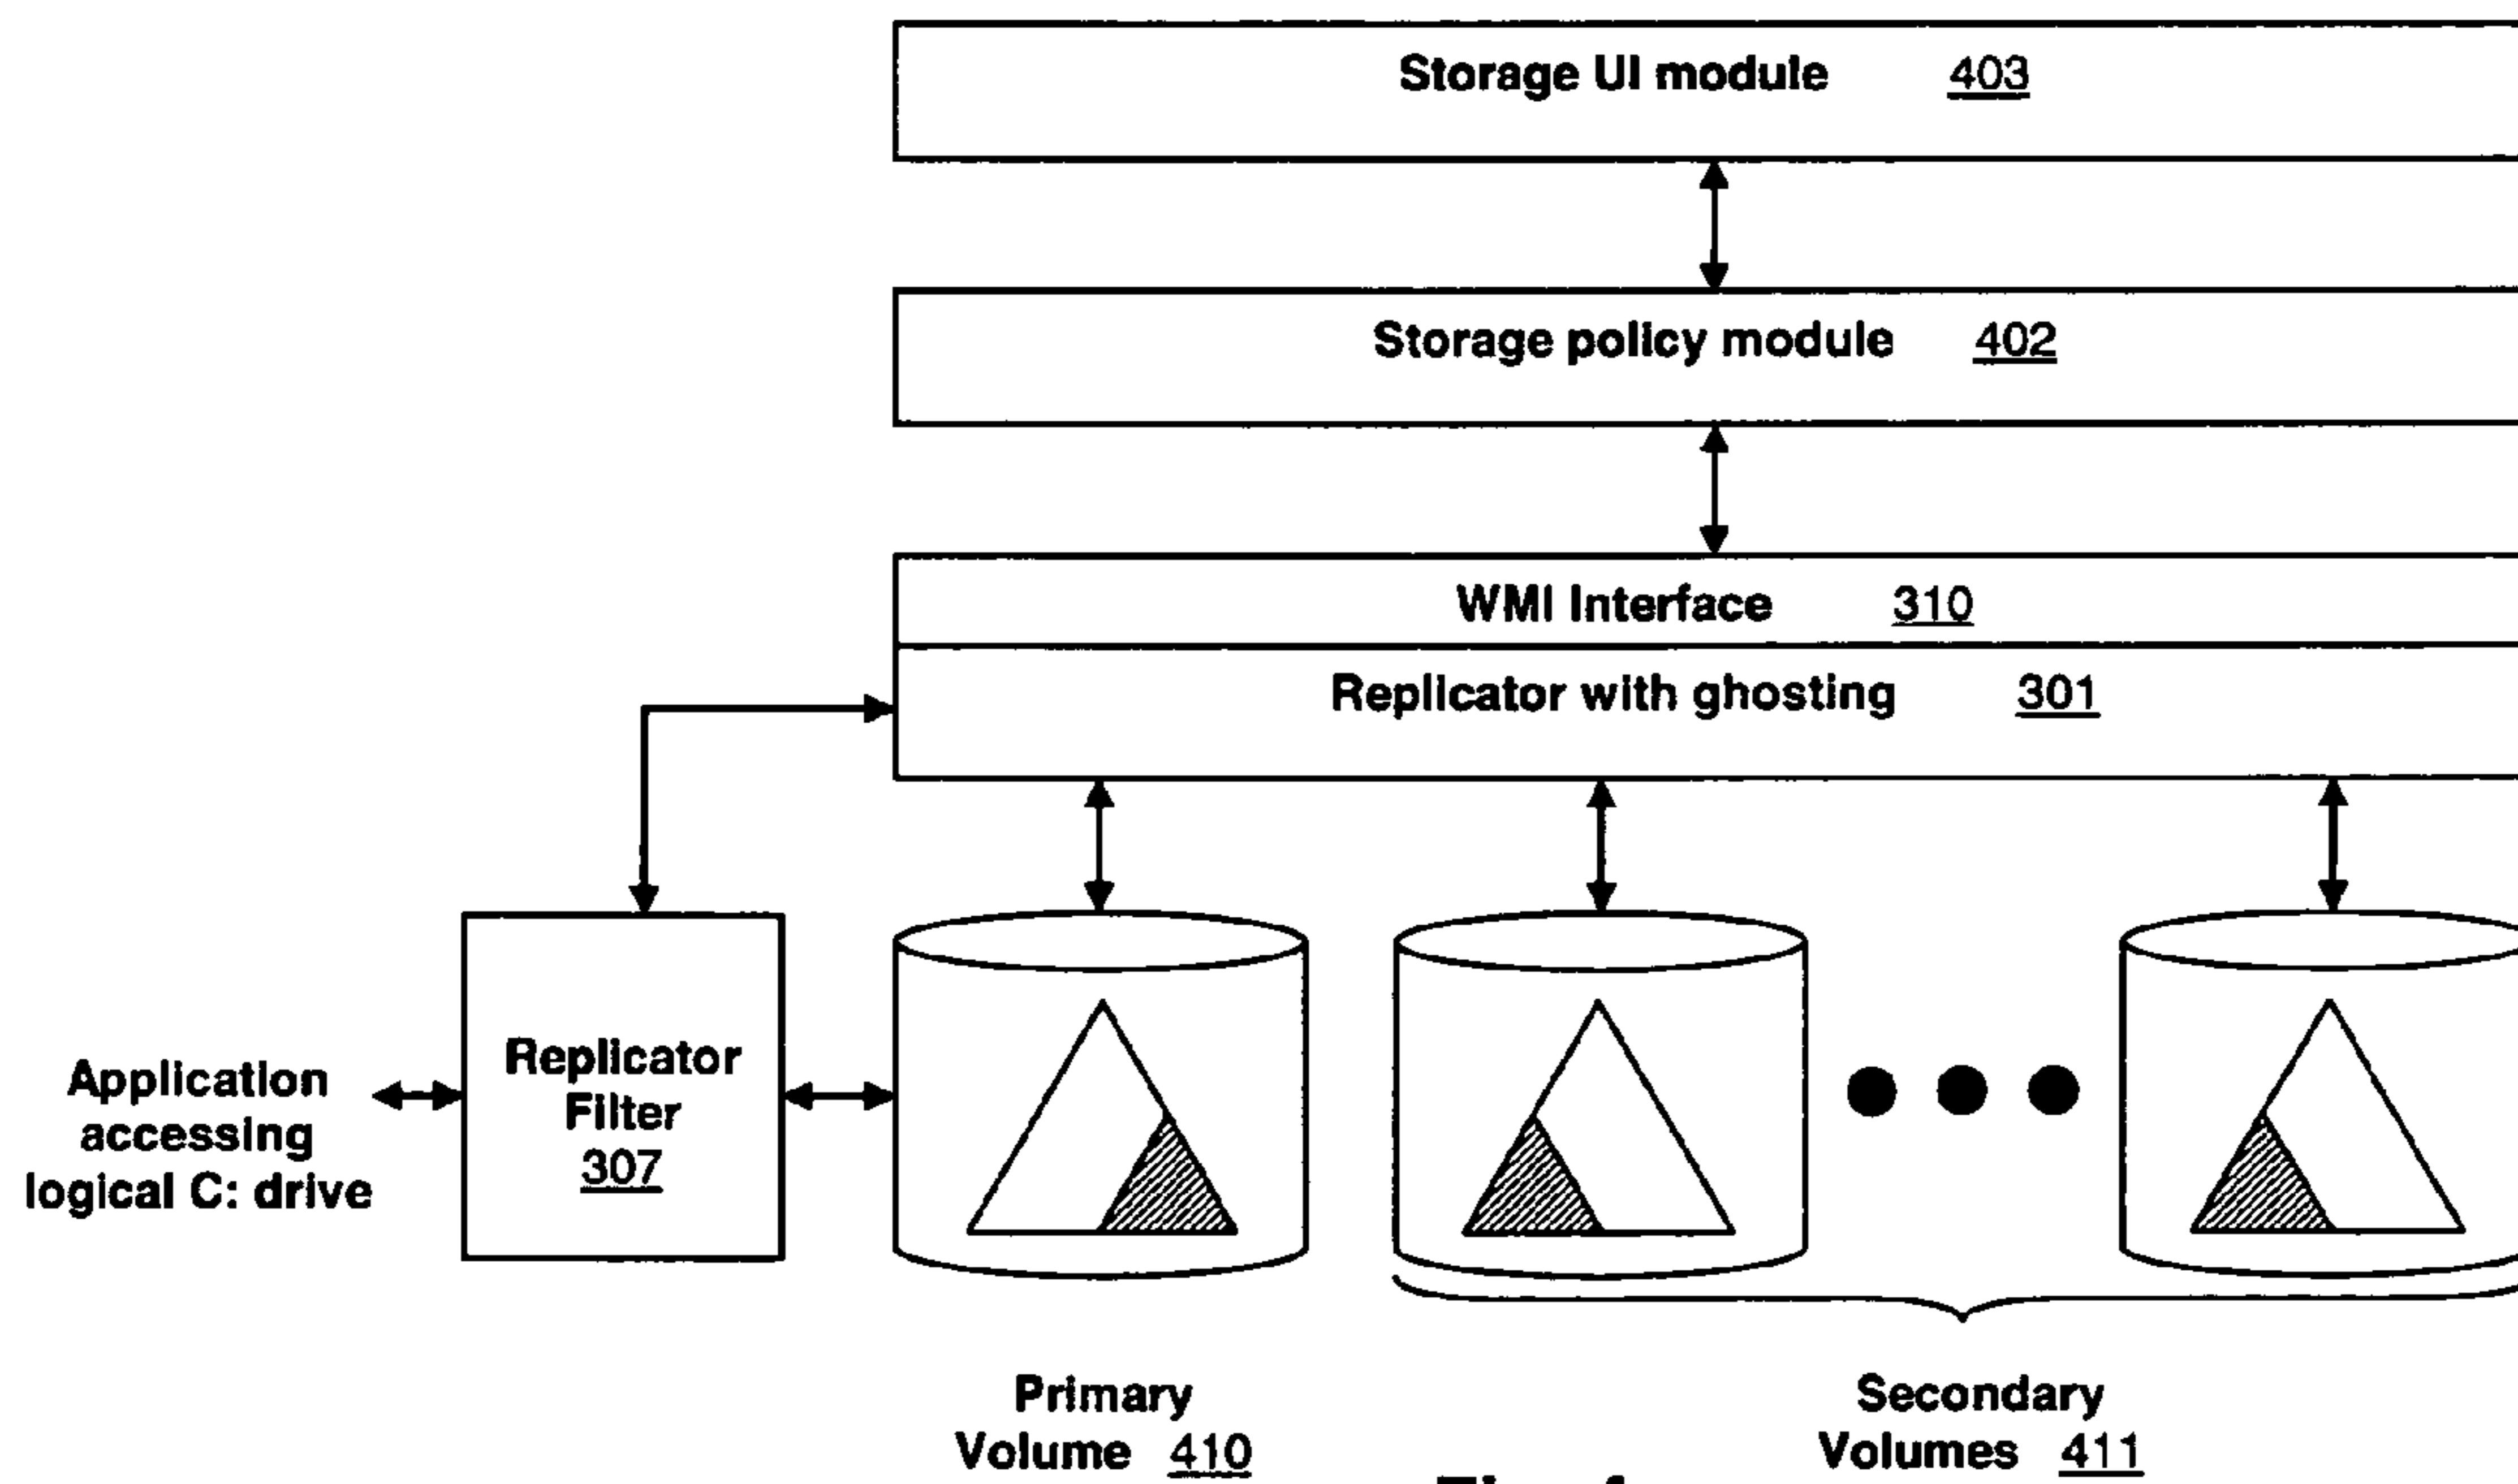 Storage UI module 403
Storage policy module 402
WMI Interface 310
Replicator with ghosting 301
Replicator
Filter
307
Application
accessing
logical C: drive
Primary
Volume 410
Secondary
Volumes 411